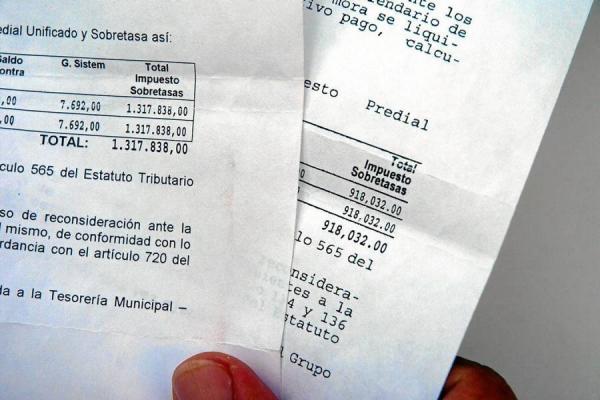 edial Unificado y Sobretasa así:
Saldo
ontra
G. Sistem
Total
Impuesto
Sobretasas
,00 7.692,00 1.317.838,00
,00 7.692,00 1.317.838,00
TOTAL: 1.317.838,00
culo 565 del Estatuto Tributario
so de reconsideración ante la
l mismo, de conformidad con lo
rdancia con el artículo 720 del
da a la Tesorería Municipal –
nte los
endario de
mora se liqui-
ivo pago, calcu-
esto Predial
Total
Impuesto
Sobretasas
0 918,032.00
918,032.00
918,032.00
lo 565 del
nsidera-
es a la
4 y 136
statuto
l Grupo